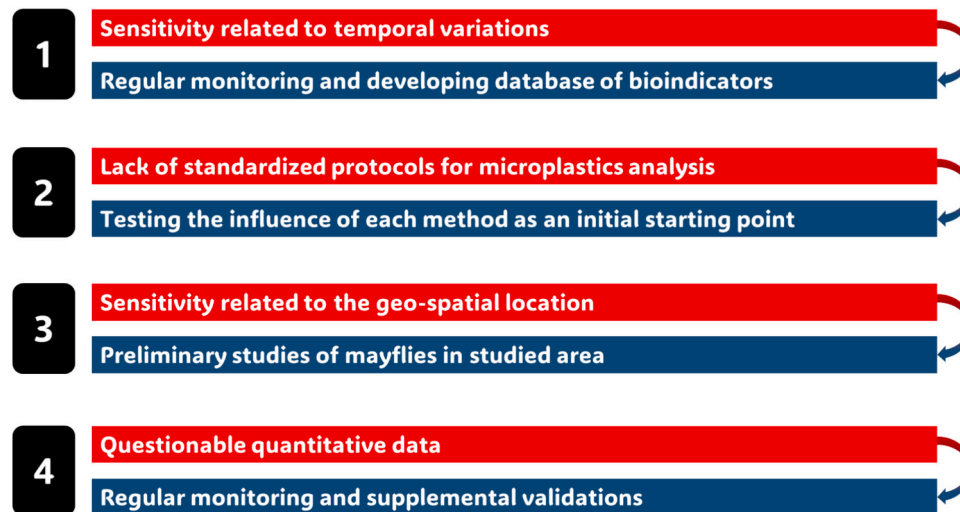 1
Sensitivity related to temporal variations
Regular monitoring and developing database of bioindicators
2
Lack of standardized protocols for microplastics analysis
Testing the influence of each method as an initial starting point
3
Sensitivity related to the geo-spatial location
Preliminary studies of mayflies in studied area
4
Questionable quantitative data
Regular monitoring and supplemental validations